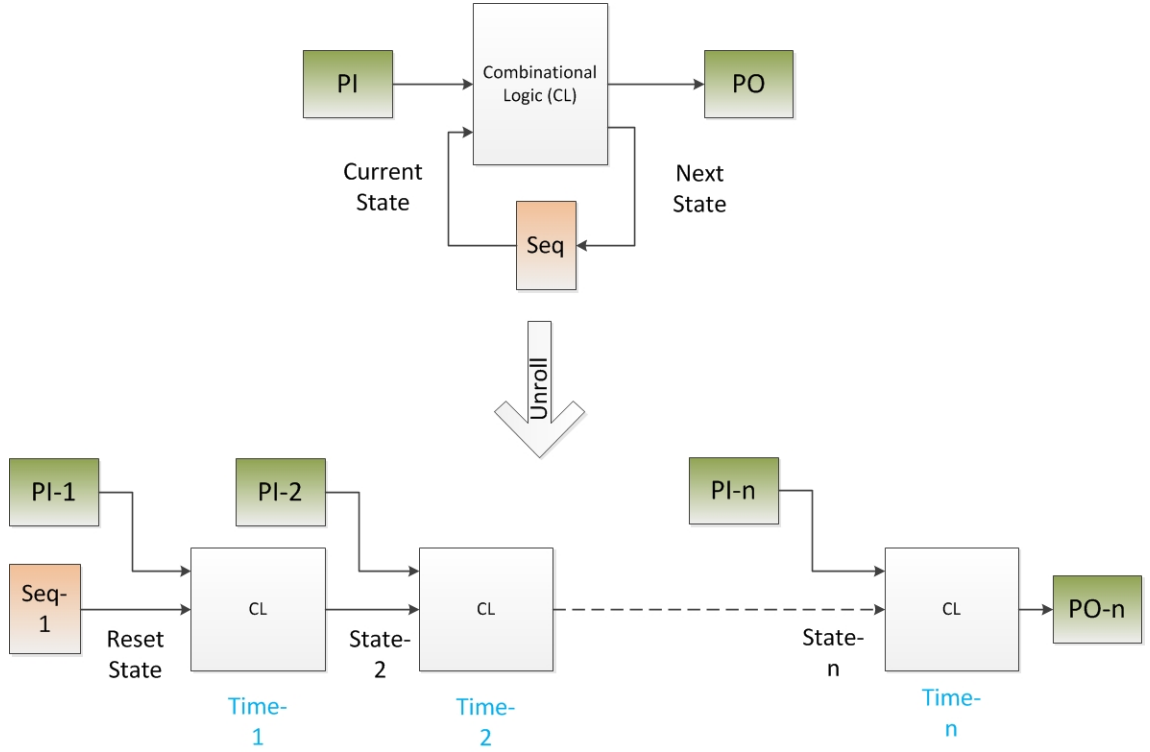 PI
Combinational
Logic (CL)
PO
Current
State
Next
State
Seq
Unroll
PI-1
PI-2
PI-n
Seq-
1
CL
CL
CL
PO-n
Reset
State
State-
2
State-
n
Time-
1
Time-
2
Time-
n